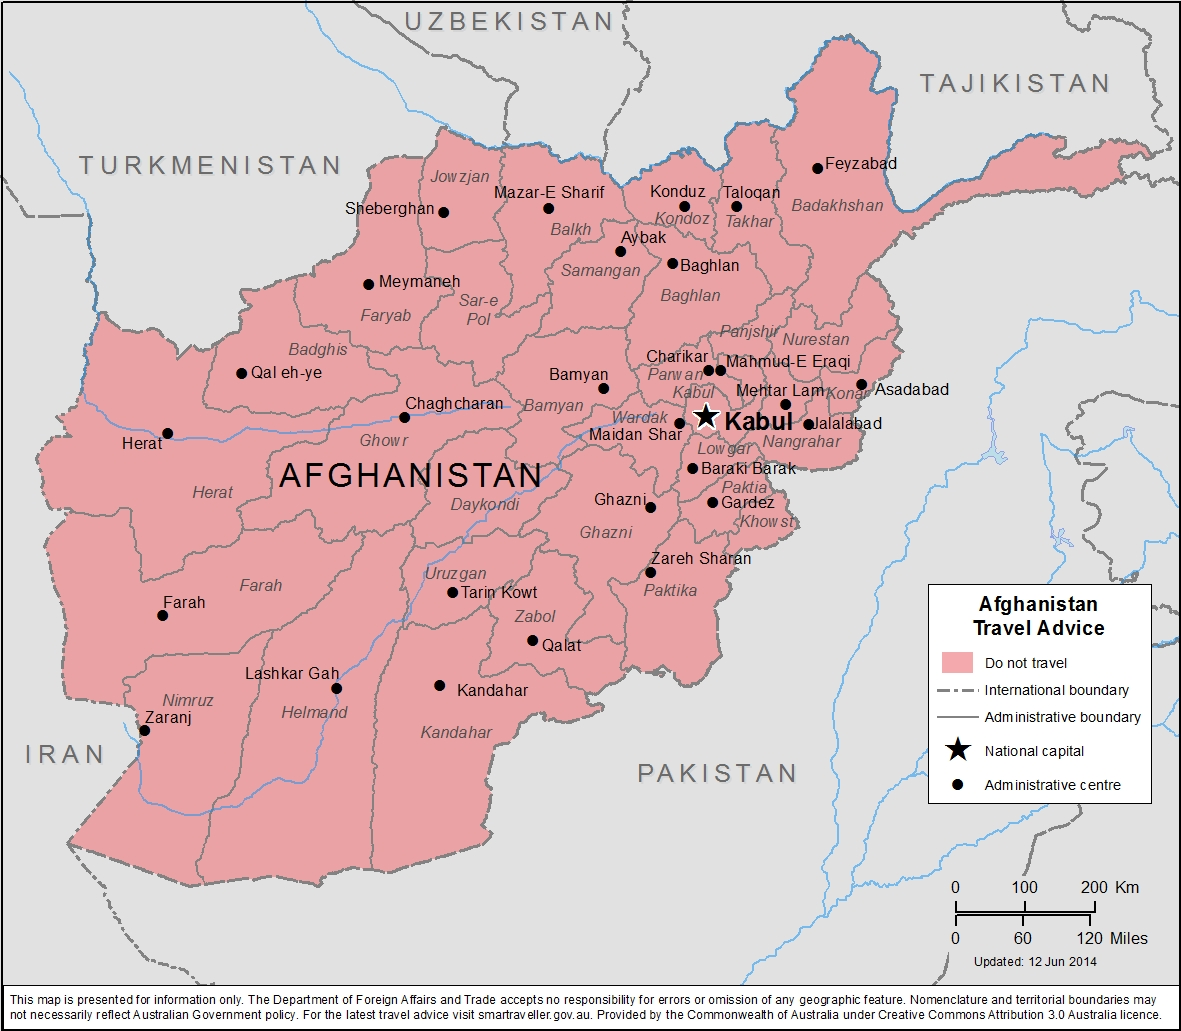 UZBEKISTAN
TAJIKISTAN
TURKMENISTAN
Jowzjan
Feyzabad
Mazar-E Sharif
Konduz
Taloqan
Sheberghan
Balkh
Kondoz
Takhar
Badakhshan
Aybak
Samangan
Baghlan
Meymaneh
Sar-e
Pol
Faryab
Baghlan
Panjshir
Nurestan
Badghis
Qal eh-ye
Charikar
Mahmud-E Eraqi
Parwan
Bamyan
Kabul
Mehtar Lam
Konar
Asadabad
Chaghcharan
Bamyan
Wardak
Kabul
Jalalabad
Herat
Ghowr
Maidan Shar
Nangrahar
Lowgar
AFGHANISTAN
Baraki Barak
Herat
Daykondi
Ghazni
Paktia
Gardez
Khowst
Ghazni
Zareh Sharan
Uruzgan
Farah
Tarin Kowt
Paktika
Farah
Zabol
Qalat
Lashkar Gah
Kandahar
Nimruz
Zaranj
Helmand
Kandahar
IRAN
PAKISTAN
Afghanistan
Travel Advice
Do not travel
International boundary
Administrative boundary
National capital
Administrative centre
0 100 200 Km
0 60 120 Miles
Updated: 12 Jun 2014
This map is presented for information only. The Department of Foreign Affairs and Trade accepts no responsibility for errors or omission of any geographic feature. Nomenclature and territorial boundaries may
not necessarily reflect Australian Government policy. For the latest travel advice visit smartraveller.gov.au. Provided by the Commonwealth of Australia under Creative Commons Attribution 3.0 Australia licence.